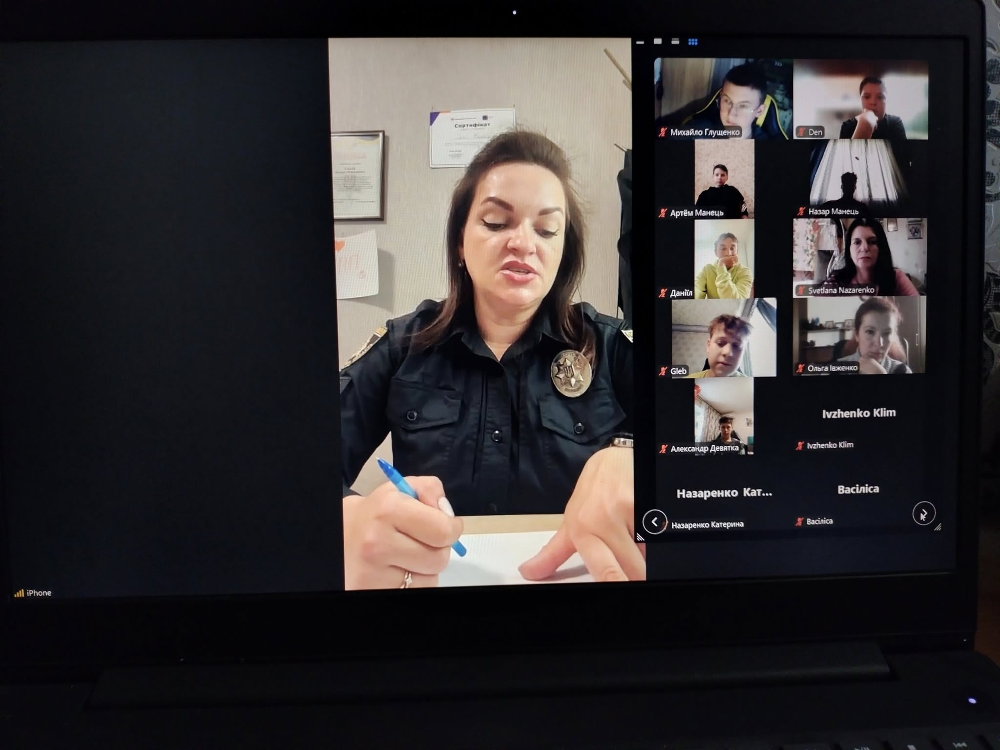 Сертифікат
Михайло Глущенко
Den
Артём Манець
Назар Манець
Данііл
Svetlana Nazarenko
Gleb
Ольга Івженко
Александр Девятка
Ivzhenko Klim
Ivzhenko Klim
Назаренко Кат...
Васіліса
Назаренко Катерина
Васіліса
iPhone